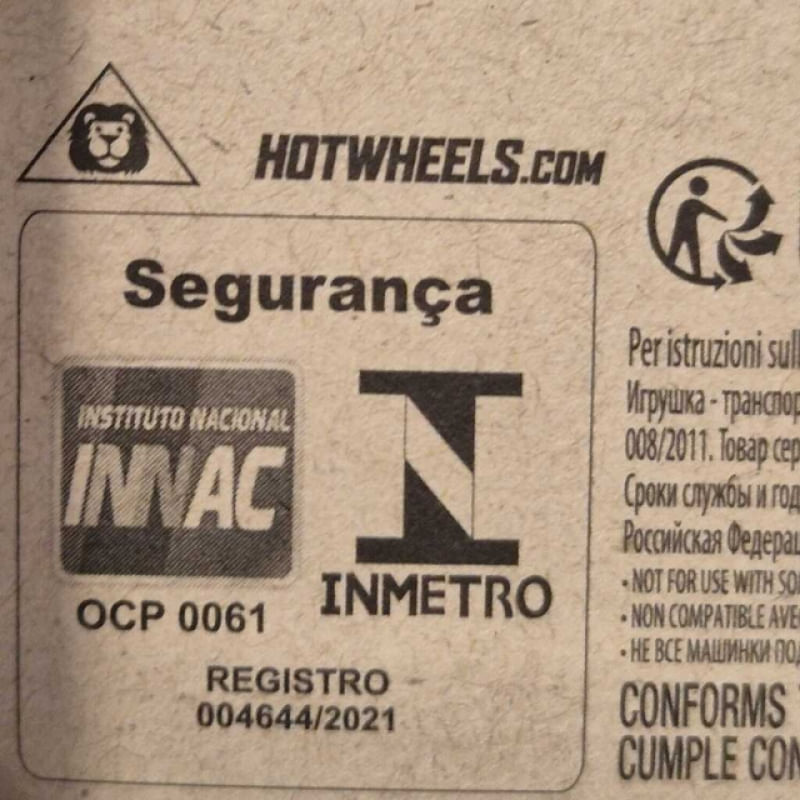 HOTWHEELS.COM
Segurança
INSTITUTO NACIONAL
INNAC
OCP 0061
INMETRO
REGISTRO
004644/2021
Per istruzioni sull
Игрушка - транспор
008/2011. Товар сер
Сроки службы и год
Российская Федерац
• NOT FOR USE WITH SO
• NON COMPATIBLE AVE
• НЕ ВСЕ МАШИНКИ ПО
CONFORMS
CUMPLE CON